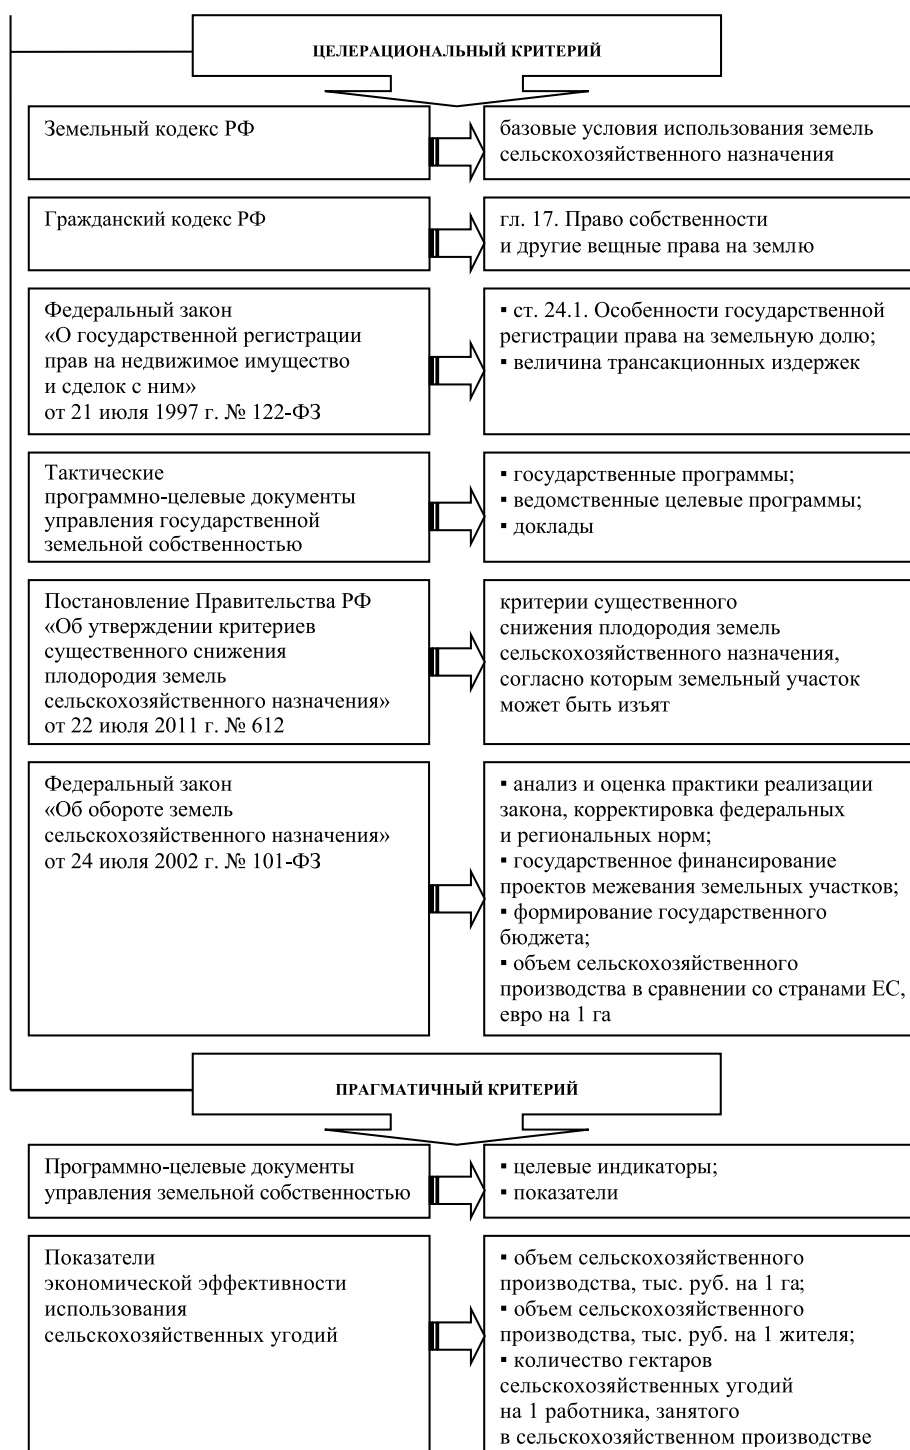 ЦЕЛЕРАЦИОНАЛЬНЫЙ КРИТЕРИЙ
Земельный кодекс РФ
базовые условия использования земель
сельскохозяйственного назначения
Гражданский кодекс РФ
гл. 17. Право собственности
и другие вещные права на землю
Федеральный закон
«О государственной регистрации
прав на недвижимое имущество
и сделок с ним»
от 21 июля 1997 г. № 122-ФЗ
▪ ст. 24.1. Особенности государственной
регистрации права на земельную долю;
▪ величина трансакционных издержек
Тактические
программно-целевые документы
управления государственной
земельной собственностью
▪ государственные программы;
▪ ведомственные целевые программы;
▪ доклады
Постановление Правительства РФ
«Об утверждении критериев
существенного снижения
плодородия земель
сельскохозяйственного назначения»
от 22 июля 2011 г. № 612
критерии существенного
снижения плодородия земель
сельскохозяйственного назначения,
согласно которым земельный участок
может быть изъят
Федеральный закон
«Об обороте земель
сельскохозяйственного назначения»
от 24 июля 2002 г. № 101-ФЗ
▪ анализ и оценка практики реализации
закона, корректировка федеральных
и региональных норм;
▪ государственное финансирование
проектов межевания земельных участков;
▪ формирование государственного
бюджета;
▪ объем сельскохозяйственного
производства в сравнении со странами ЕС,
евро на 1 га
ПРАГМАТИЧНЫЙ КРИТЕРИЙ
Программно-целевые документы
управления земельной собственностью
▪ целевые индикаторы;
▪ показатели
Показатели
экономической эффективности
использования
сельскохозяйственных угодий
▪ объем сельскохозяйственного
производства, тыс. руб. на 1 га;
▪ объем сельскохозяйственного
производства, тыс. руб. на 1 жителя;
▪ количество гектаров
сельскохозяйственных угодий
на 1 работника, занятого
в сельскохозяйственном производстве